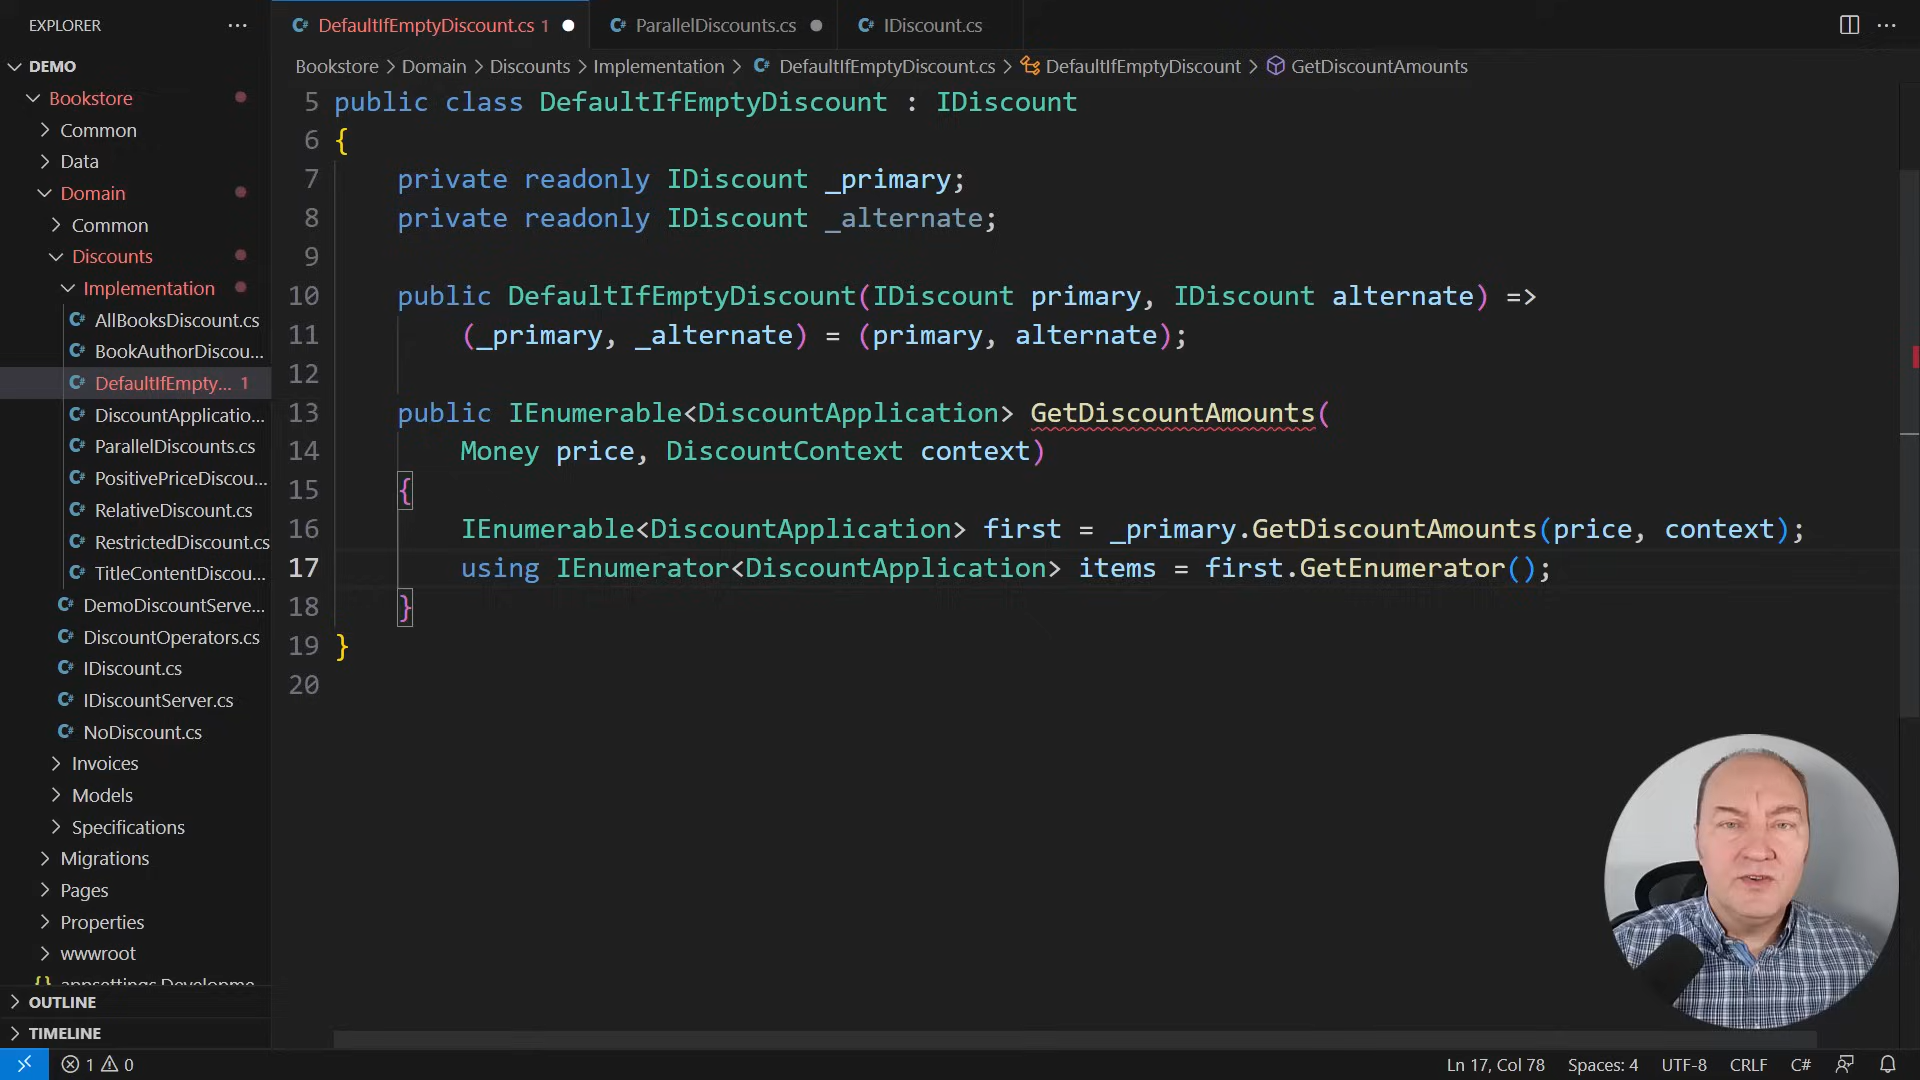 EXPLORER
DefaultIfEmptyDiscount.cs 1
ParallelDiscounts.cs
IDiscount.cs
DEMO
Bookstore
Common
Data
Domain
Common
Discounts
Implementation
AllBooksDiscount.cs
BookAuthorDiscou...
DefaultIfEmpty... 1
DiscountApplicatio...
ParallelDiscounts.cs
PositivePriceDiscou...
RelativeDiscount.cs
RestrictedDiscount.cs
TitleContentDiscou...
DemoDiscountServe...
DiscountOperators.cs
IDiscount.cs
IDiscountServer.cs
NoDiscount.cs
Invoices
Models
Specifications
Migrations
Pages
Properties
wwwroot
appsettings.Developme
OUTLINE
TIMELINE
Bookstore > Domain > Discounts > Implementation > DefaultIfEmptyDiscount.cs > DefaultIfEmptyDiscount > GetDiscountAmounts
5 public class DefaultIfEmptyDiscount : IDiscount
6 {
7 private readonly IDiscount _primary;
8 private readonly IDiscount _alternate;
9
10 public DefaultIfEmptyDiscount(IDiscount primary, IDiscount alternate) =>
11 (_primary, _alternate) = (primary, alternate);
12
13 public IEnumerable<DiscountApplication> GetDiscountAmounts(
14 Money price, DiscountContext context)
15 {
16 IEnumerable<DiscountApplication> first = _primary.GetDiscountAmounts(price, context);
17 using IEnumerator<DiscountApplication> items = first.GetEnumerator();
18 }
19 }
20
1 0
Ln 17, Col 78
Spaces: 4
UTF-8
CRLF
C#